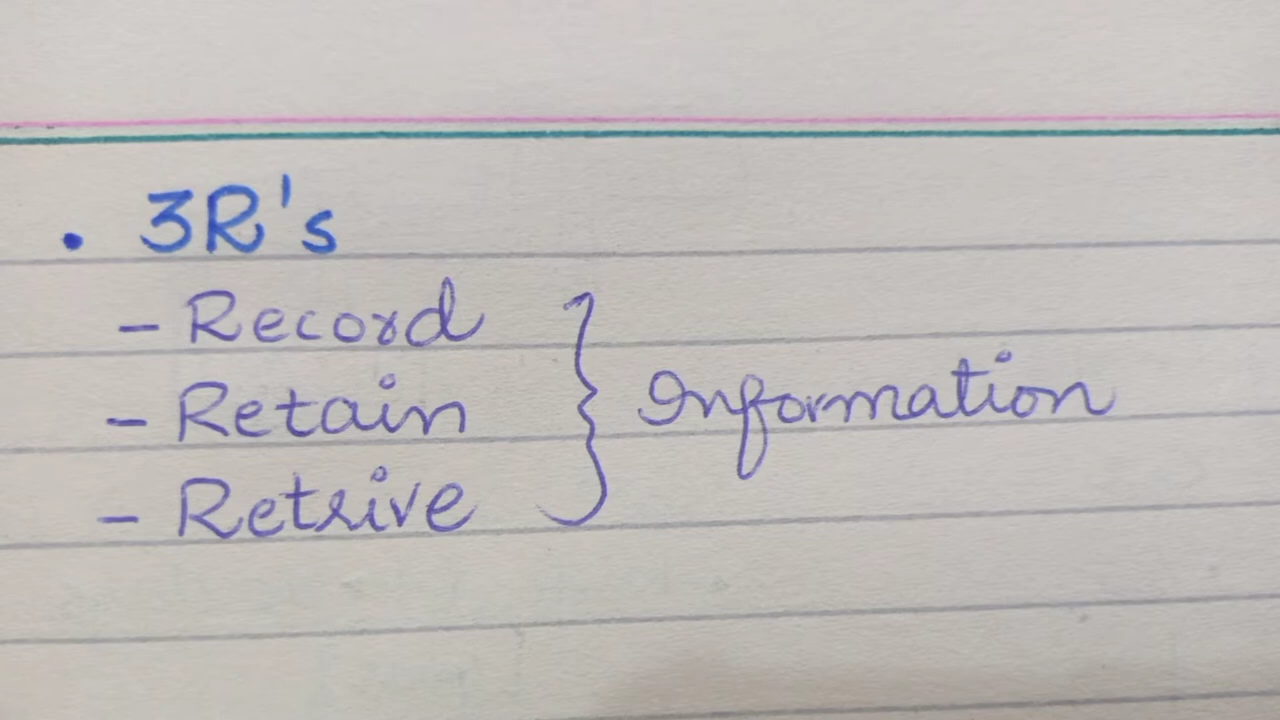 . 3R's
- Record
- Retain } Information
- Retrive